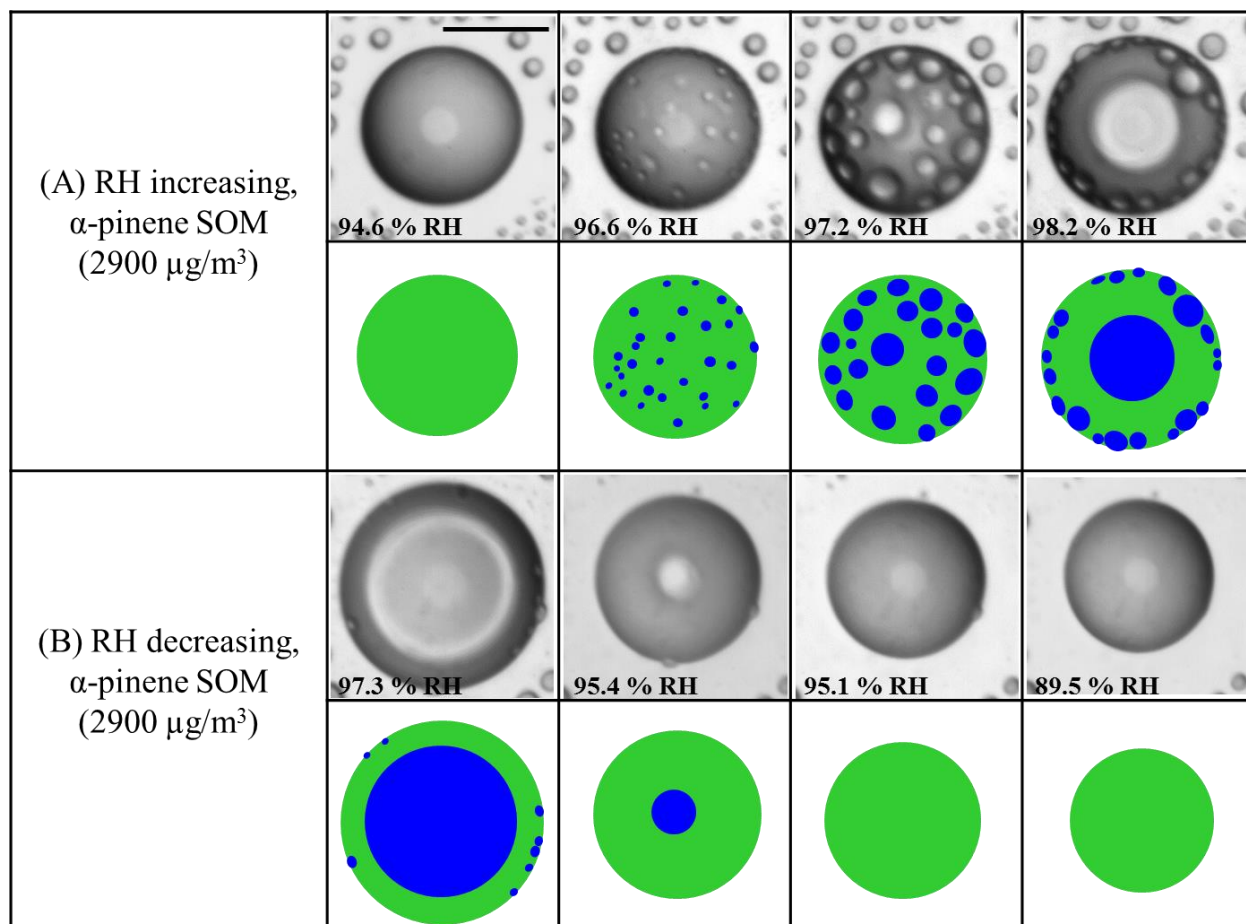 (A) RH increasing,
α-pinene SOM
(2900 µg/m³)
94.6 % RH
96.6 % RH
97.2 % RH
98.2 % RH
(B) RH decreasing,
α-pinene SOM
(2900 µg/m³)
97.3 % RH
95.4 % RH
95.1 % RH
89.5 % RH